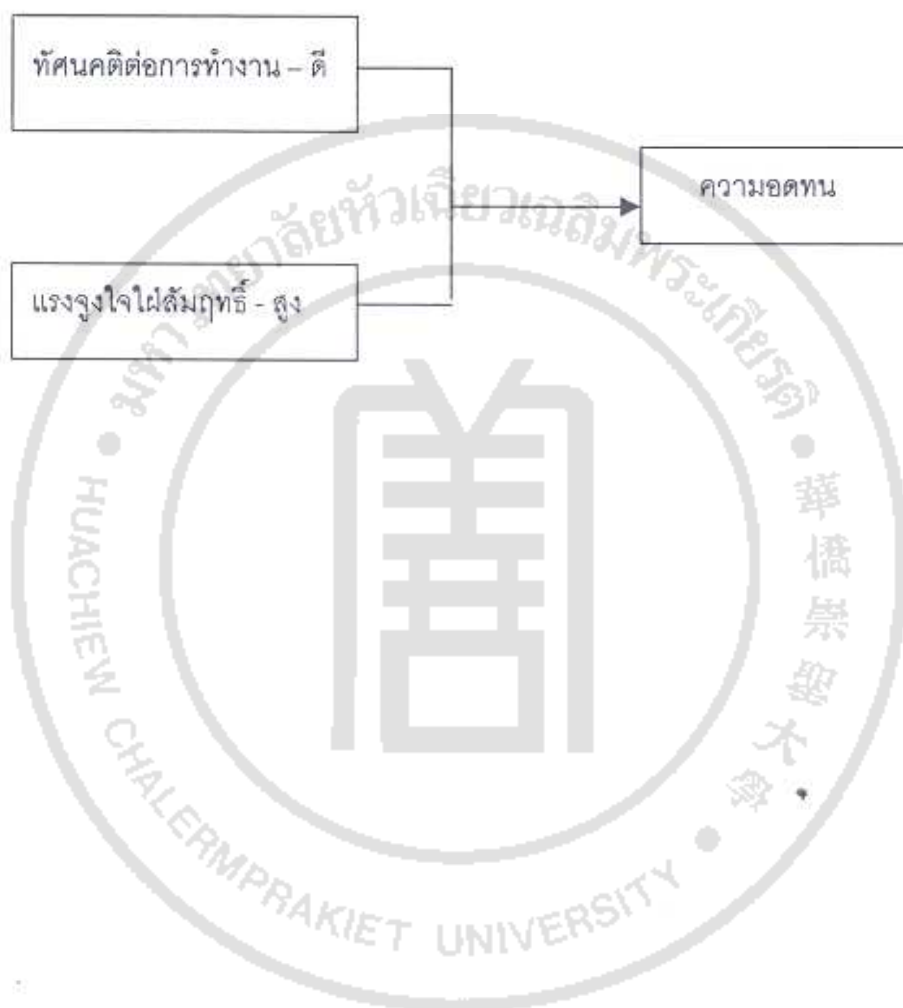 ทัศนคติต่อการทำงาน – ดี
ความอดทน
แรงจูงใจใฝ่สัมฤทธิ์ - สูง
มหาวิทยาลัยหัวเฉียวเฉลิมพระเกียรติ
華僑崇聖大學
HUACHIEW CHALERMPRAKIET UNIVERSITY